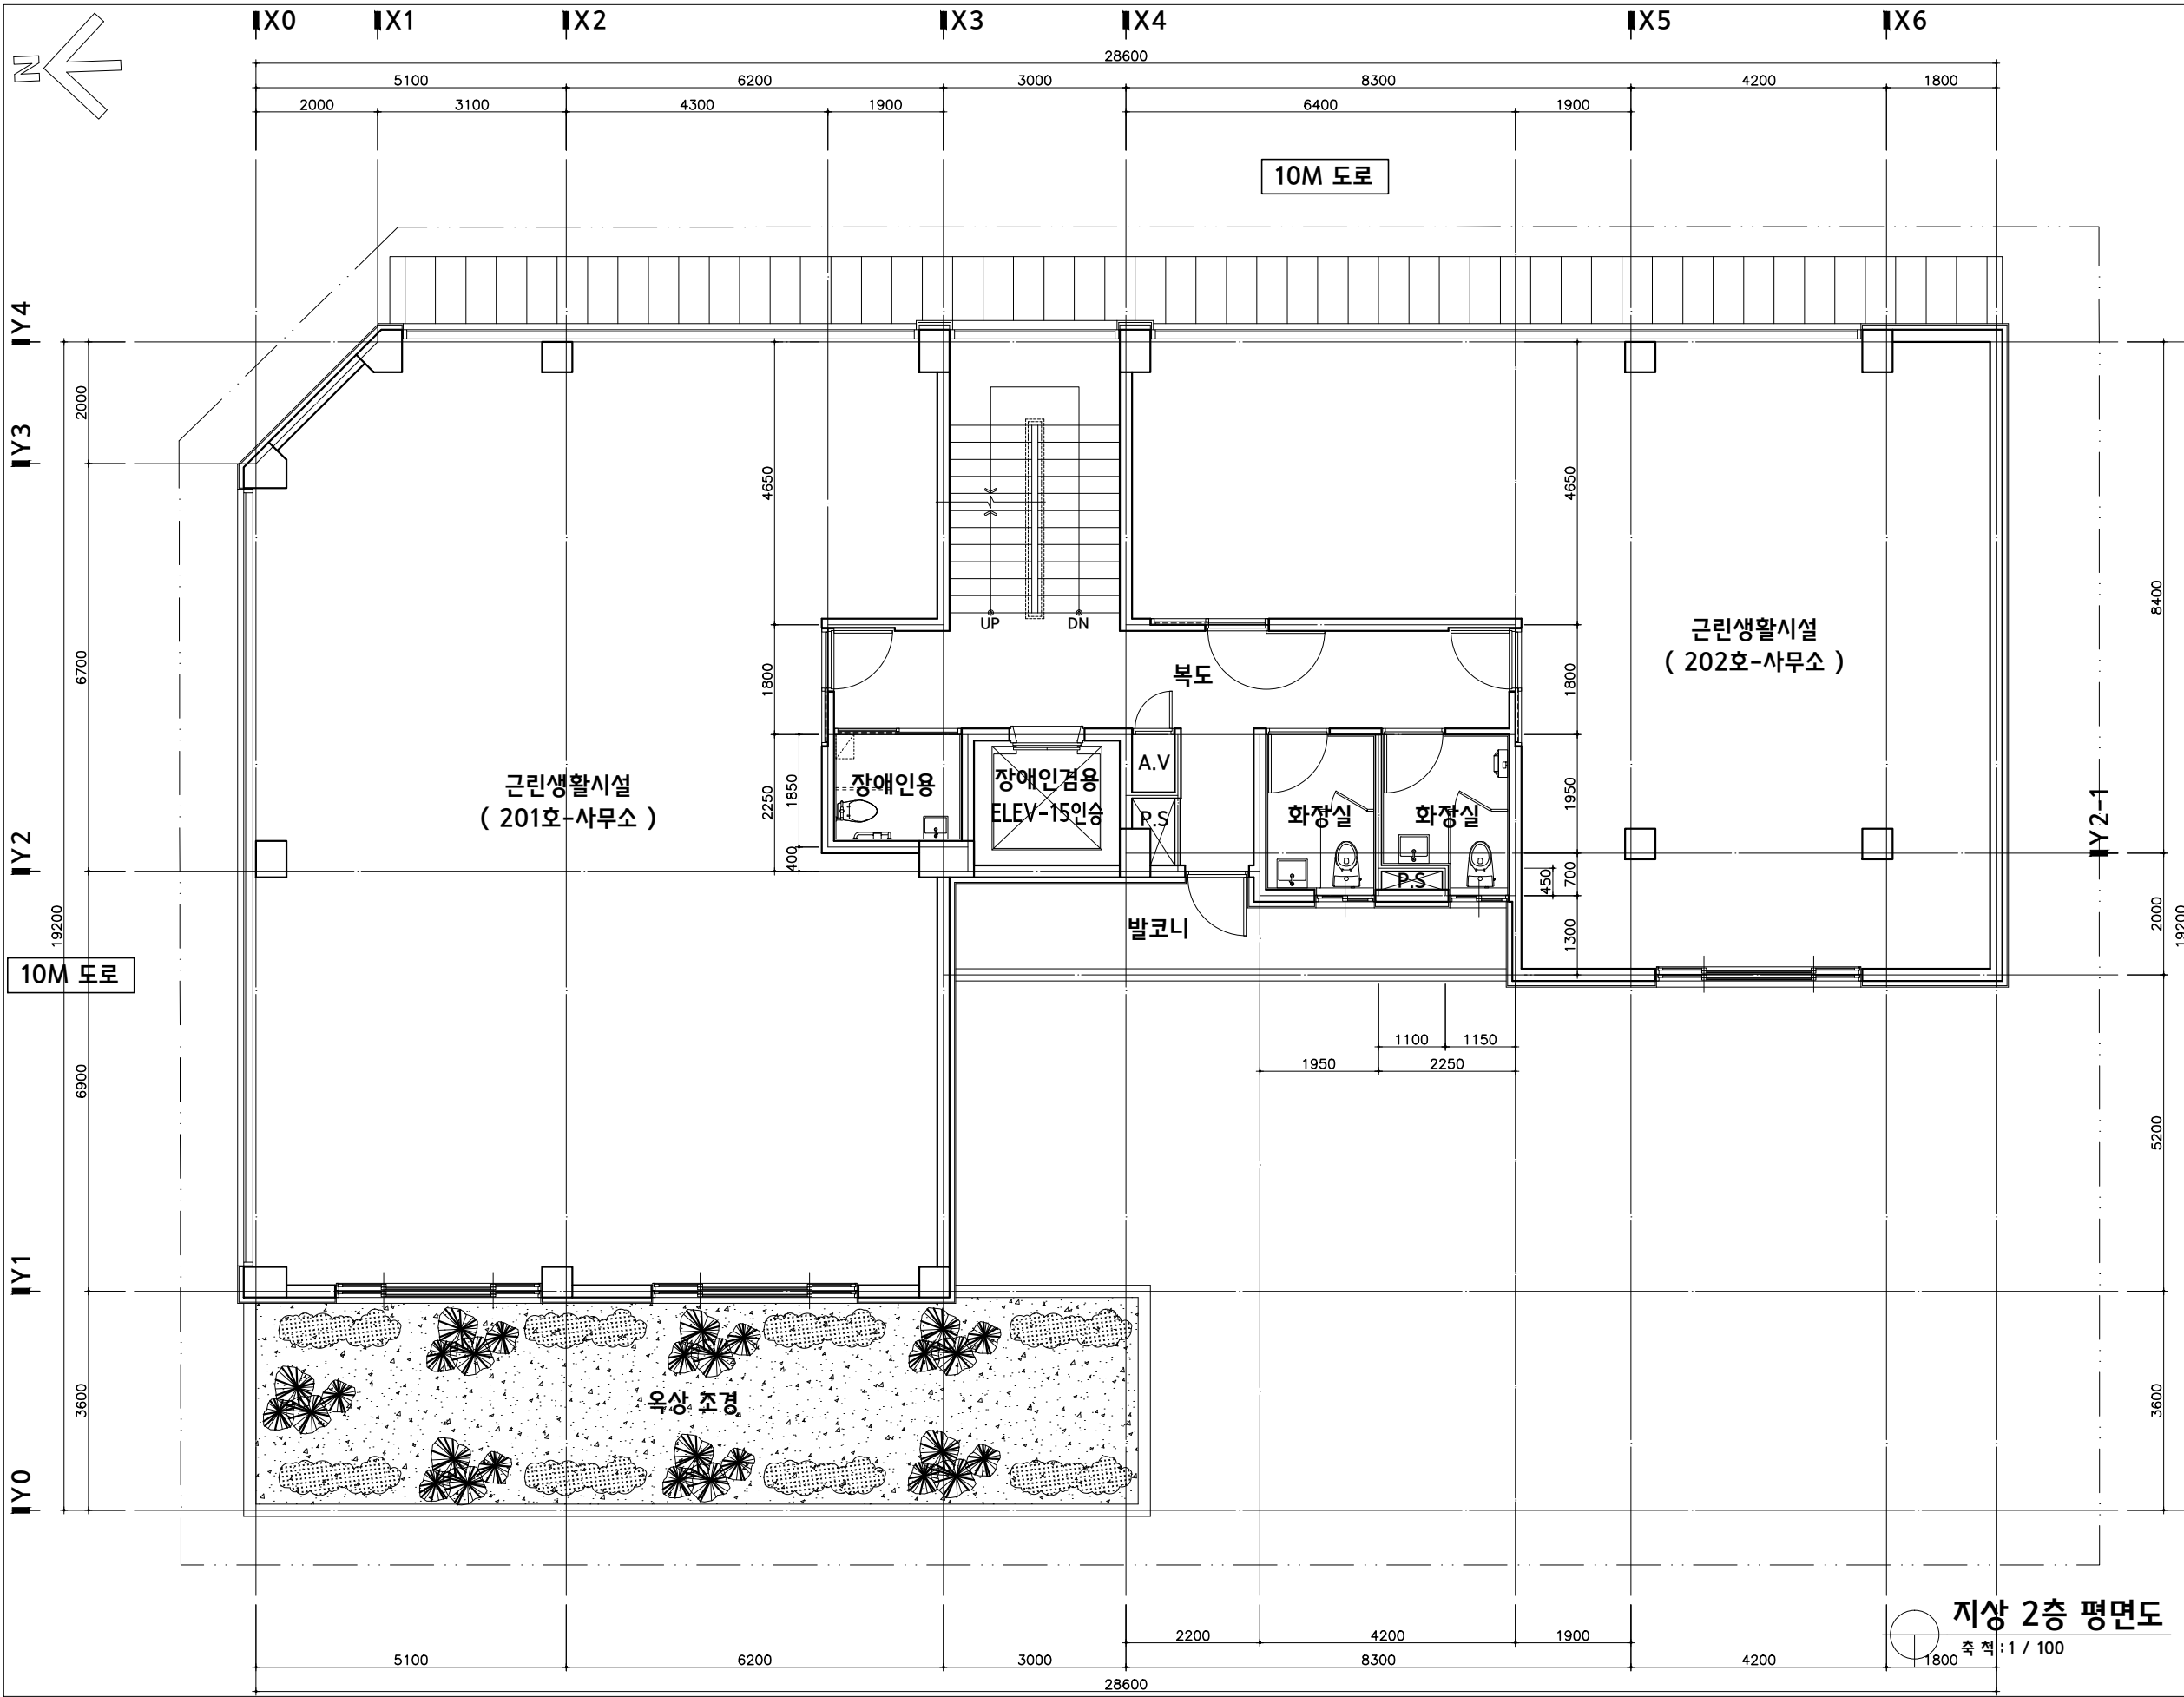 X0 X1 X2 X3 X4 X5 X6
28600
5100 6200 3000 8300 4200 1800
2000 3100 4300 1900 6400 1900
N
10M 도로
Y4
2000
Y3
4650 4650
8400
6700
UP DN
근린생활시설
( 202호-사무소 )
복도
1800 1800
A.V
장애인용
장애인겸용
ELEV-15인승
근린생활시설
( 201호-사무소 )
2250 1850 400
P.S
화장실 화장실
P.S
1950
450 700
Y2-1
Y2
발코니
1300
2000
19200 19200
10M 도로
1100 1150
1950 2250
6900
5200
Y1
옥상 조경
3600 3600
Y0
지상 2층 평면도
축 척 : 1 / 100
2200 4200 1900
5100 6200 3000 8300 4200 1800
28600